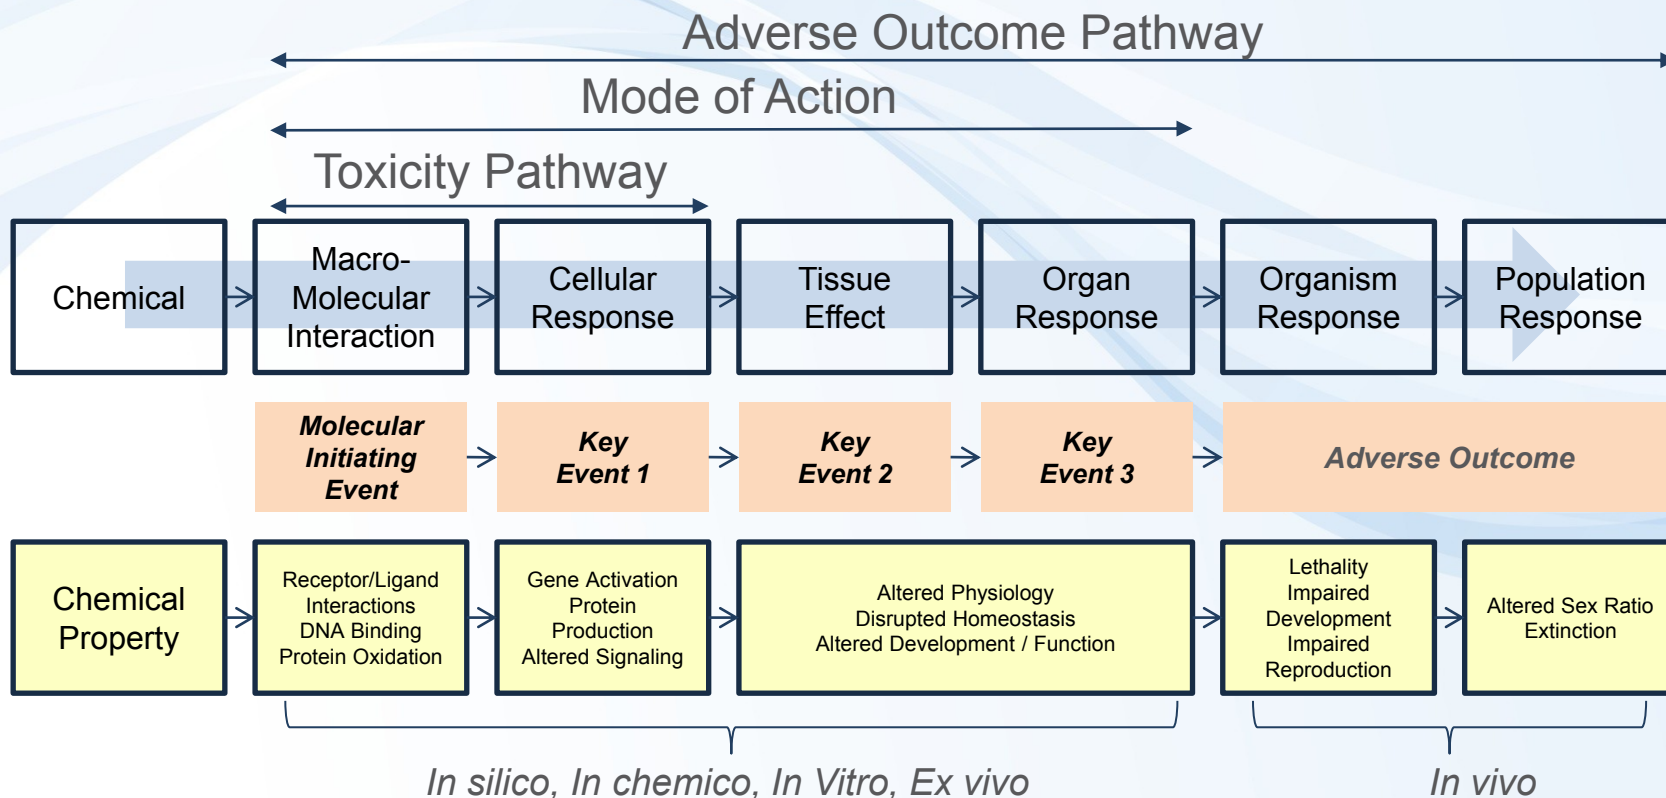 Adverse Outcome Pathway
Mode of Action
Toxicity Pathway
Chemical
Macro-
Molecular
Interaction
Cellular
Response
Tissue
Effect
Organ
Response
Organism
Response
Population
Response
Molecular
Initiating
Event
Key
Event 1
Key
Event 2
Key
Event 3
Adverse Outcome
Chemical
Property
Receptor/Ligand
Interactions
DNA Binding
Protein Oxidation
Gene Activation
Protein
Production
Altered Signaling
Altered Physiology
Disrupted Homeostasis
Altered Development / Function
Lethality
Impaired
Development
Impaired
Reproduction
Altered Sex Ratio
Extinction
In silico, In chemico, In Vitro, Ex vivo
In vivo